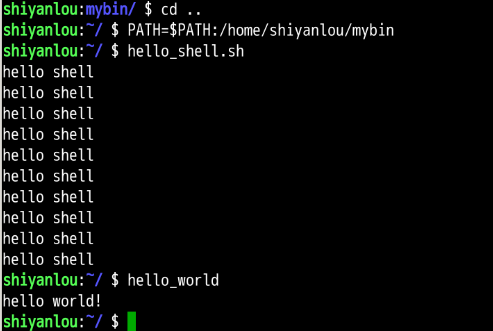 shiyanlou:mybin/ $ cd ..
shiyanlou:~/ $ PATH=$PATH:/home/shiyanlou/mybin
shiyanlou:~/ $ hello_shell.sh
hello shell
hello shell
hello shell
hello shell
hello shell
hello shell
hello shell
hello shell
hello shell
hello shell
shiyanlou:~/ $ hello_world
hello world!
shiyanlou:~/ $